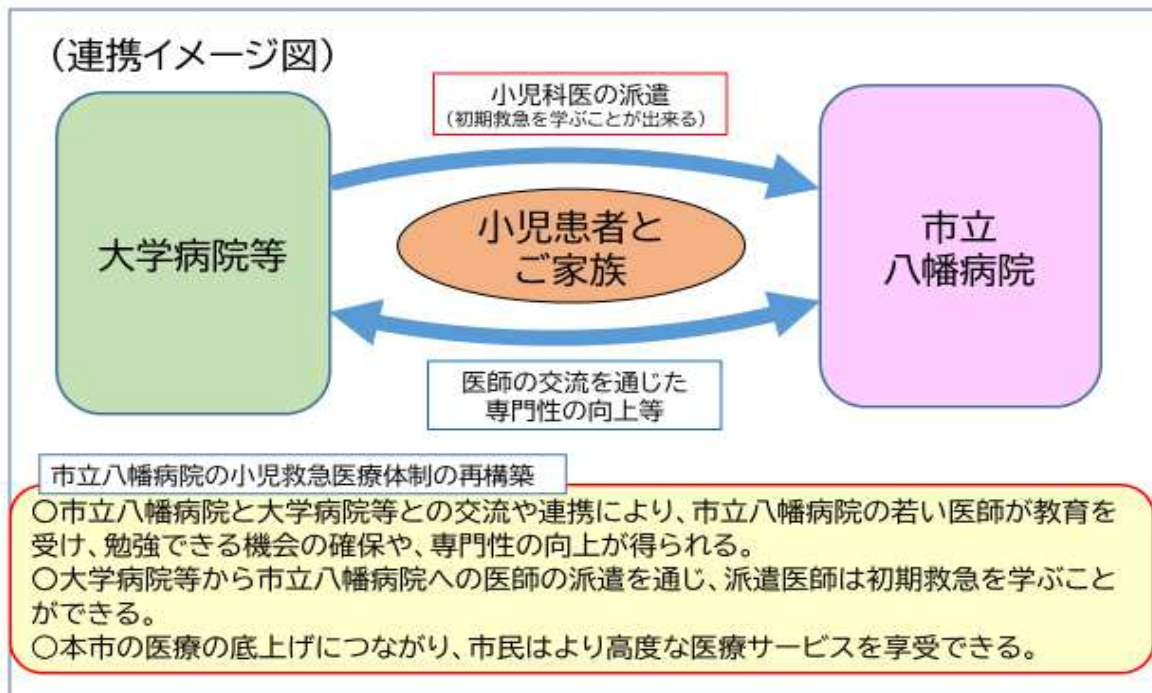 （連携イメージ図）
小児科医の派遣
（初期救急を学ぶことが出来る）
大学病院等
小児患者と
ご家族
市立
八幡病院
医師の交流を通じた
専門性の向上等
市立八幡病院の小児救急医療体制の再構築
○市立八幡病院と大学病院等との交流や連携により、市立八幡病院の若い医師が教育を
受け、勉強できる機会の確保や、専門性の向上が得られる。
○大学病院等から市立八幡病院への医師の派遣を通じ、派遣医師は初期救急を学ぶこと
ができる。
○本市の医療の底上げにつながり、市民はより高度な医療サービスを享受できる。